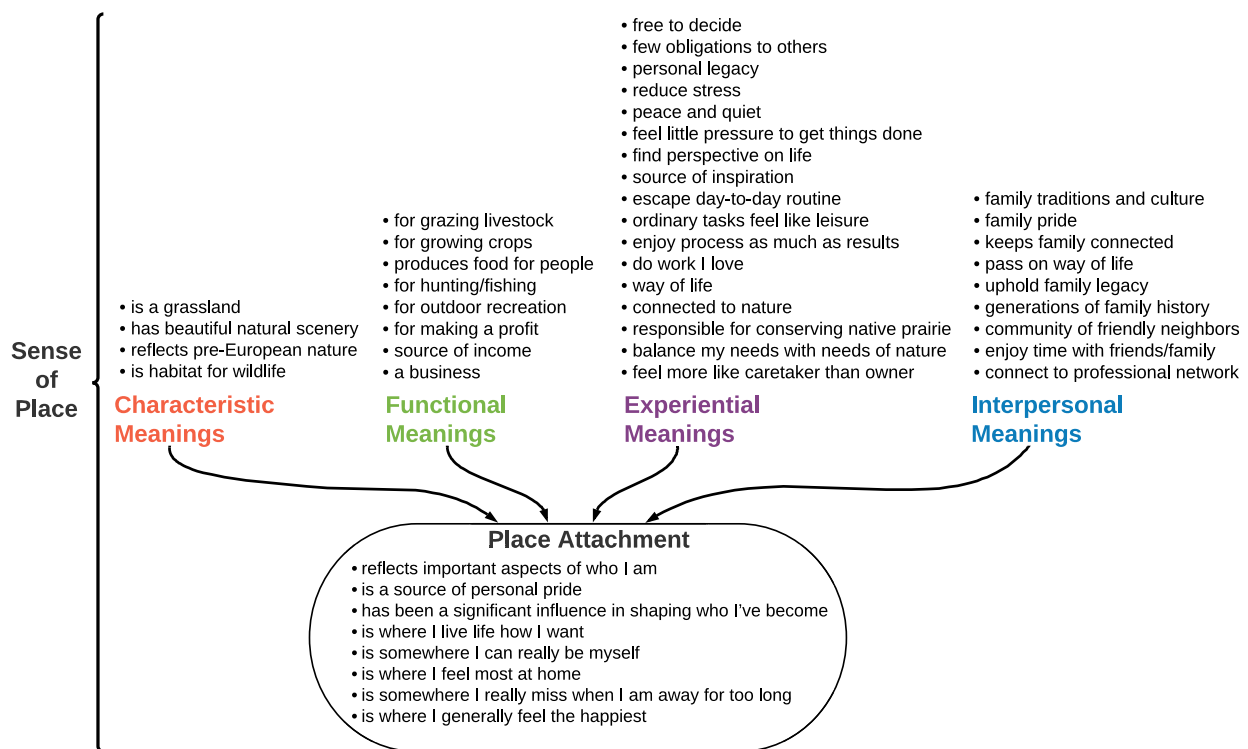 Sense
of
Place
• is a grassland
• has beautiful natural scenery
• reflects pre-European nature
• is habitat for wildlife
Characteristic
Meanings
• for grazing livestock
• for growing crops
• produces food for people
• for hunting/fishing
• for outdoor recreation
• for making a profit
• source of income
• a business
Functional
Meanings
• free to decide
• few obligations to others
• personal legacy
• reduce stress
• peace and quiet
• feel little pressure to get things done
• find perspective on life
• source of inspiration
• escape day-to-day routine
• ordinary tasks feel like leisure
• enjoy process as much as results
• do work I love
• way of life
• connected to nature
• responsible for conserving native prairie
• balance my needs with needs of nature
• feel more like caretaker than owner
Experiential
Meanings
• family traditions and culture
• family pride
• keeps family connected
• pass on way of life
• uphold family legacy
• generations of family history
• community of friendly neighbors
• enjoy time with friends/family
• connect to professional network
Interpersonal
Meanings
Place Attachment
• reflects important aspects of who I am
• is a source of personal pride
• has been a significant influence in shaping who I've become
• is where I live life how I want
• is somewhere I can really be myself
• is where I feel most at home
• is somewhere I really miss when I am away for too long
• is where I generally feel the happiest